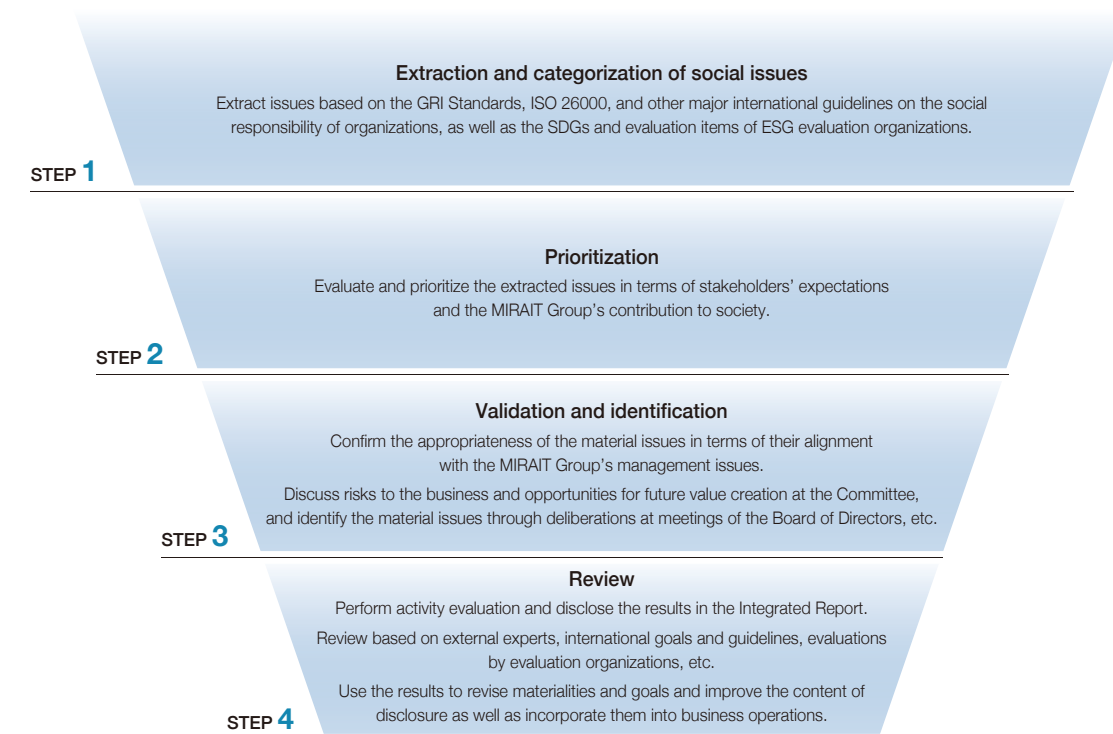 Extraction and categorization of social issues
Extract issues based on the GRI Standards, ISO 26000, and other major international guidelines on the social
responsibility of organizations, as well as the SDGs and evaluation items of ESG evaluation organizations.
STEP 1
Prioritization
Evaluate and prioritize the extracted issues in terms of stakeholders’ expectations
and the MIRAIT Group’s contribution to society.
STEP 2
Validation and identification
Confirm the appropriateness of the material issues in terms of their alignment
with the MIRAIT Group’s management issues.
Discuss risks to the business and opportunities for future value creation at the Committee,
and identify the material issues through deliberations at meetings of the Board of Directors, etc.
STEP 3
Review
Perform activity evaluation and disclose the results in the Integrated Report.
Review based on external experts, international goals and guidelines, evaluations
by evaluation organizations, etc.
Use the results to revise materialities and goals and improve the content of
disclosure as well as incorporate them into business operations.
STEP 4